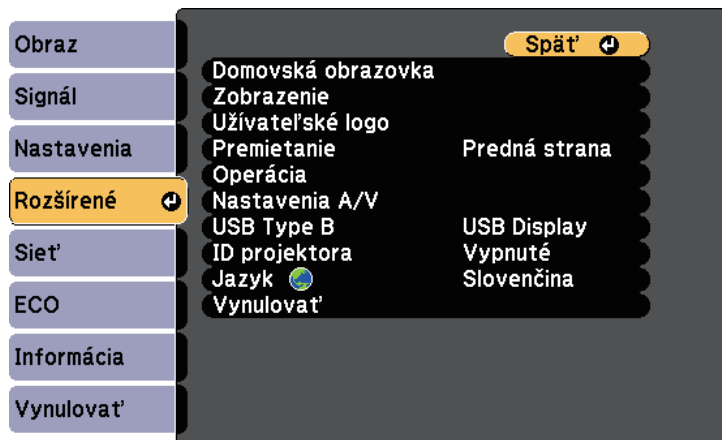 Obraz
Signál
Nastavenia
Rozšírené
Sieť
ECO
Informácia
Vynulovať
Späť
Domovská obrazovka
Zobrazenie
Užívateľské logo
Premietanie Predná strana
Operácia
Nastavenia A/V
USB Type B USB Display
ID projektora Vypnuté
Jazyk Slovenčina
Vynulovať